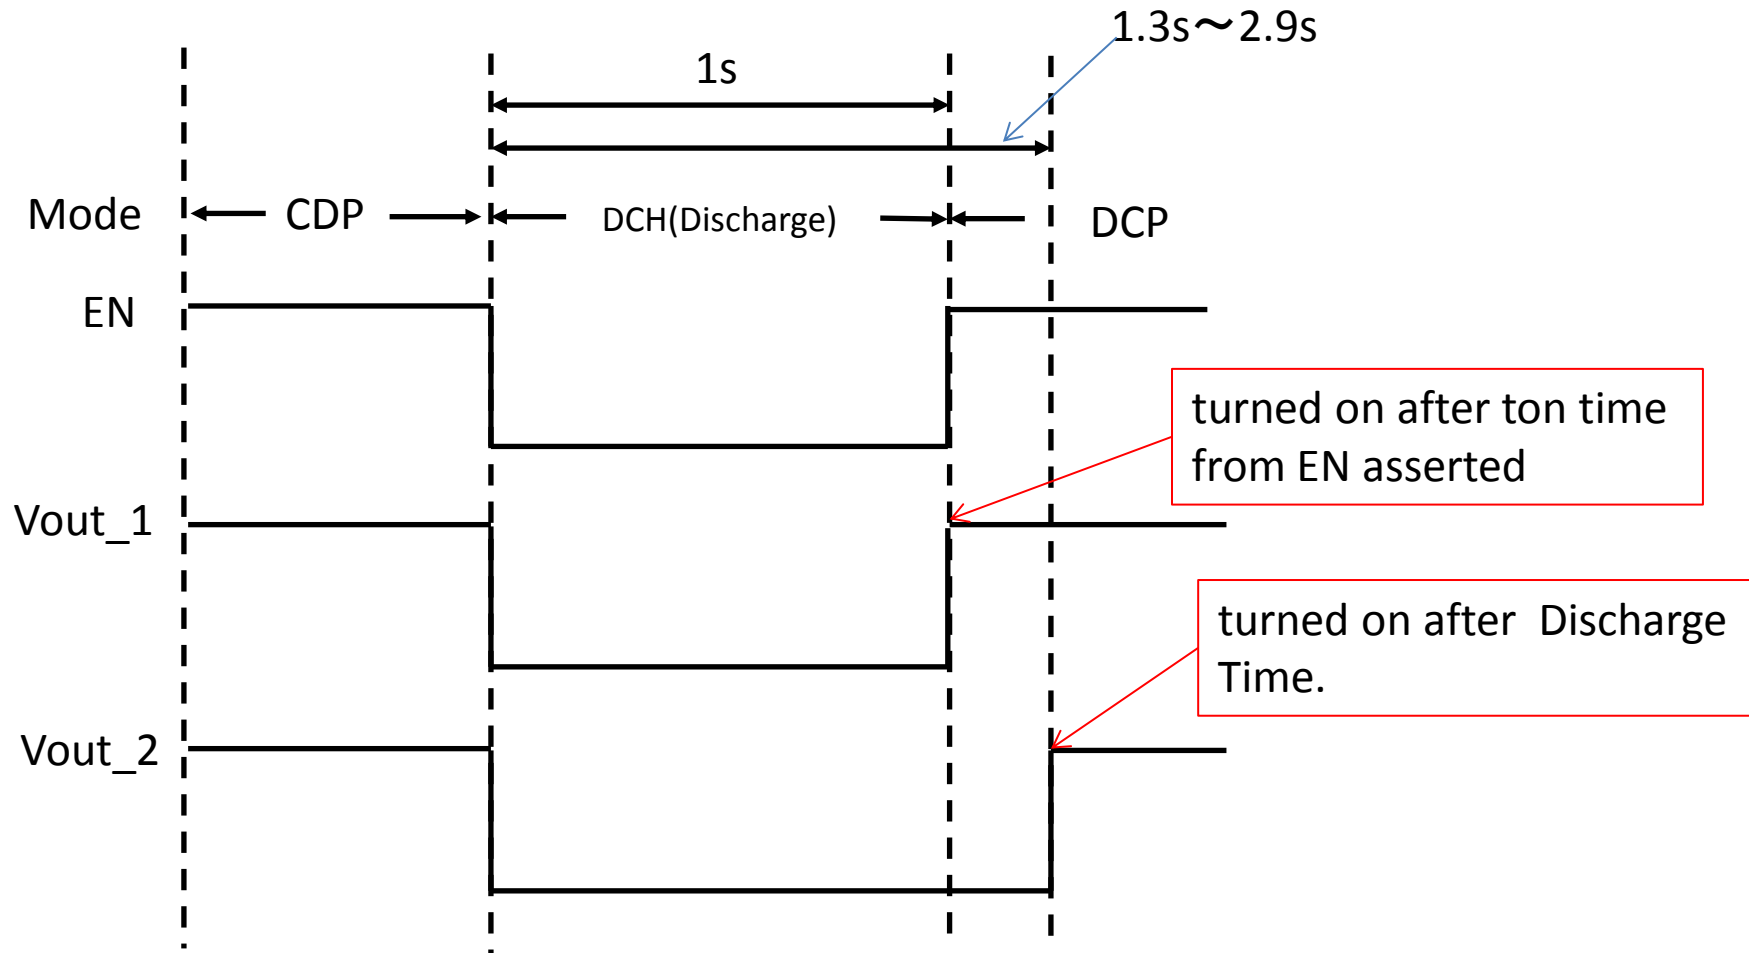 1.3s～2.9s
1s
Mode
CDP
DCH(Discharge)
DCP
EN
turned on after ton time
from EN asserted
Vout_1
turned on after Discharge
Time.
Vout_2